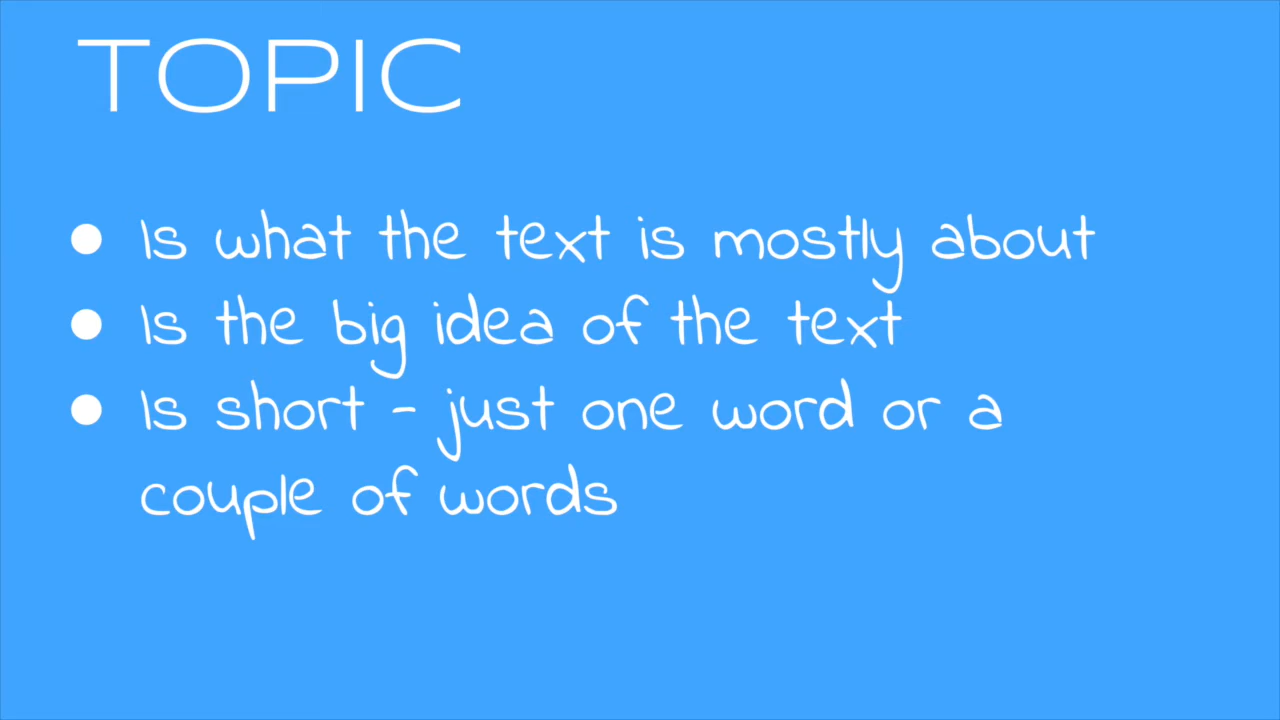 TOPIC
● Is what the text is mostly about
● Is the big idea of the text
● Is short - just one word or a
couple of words